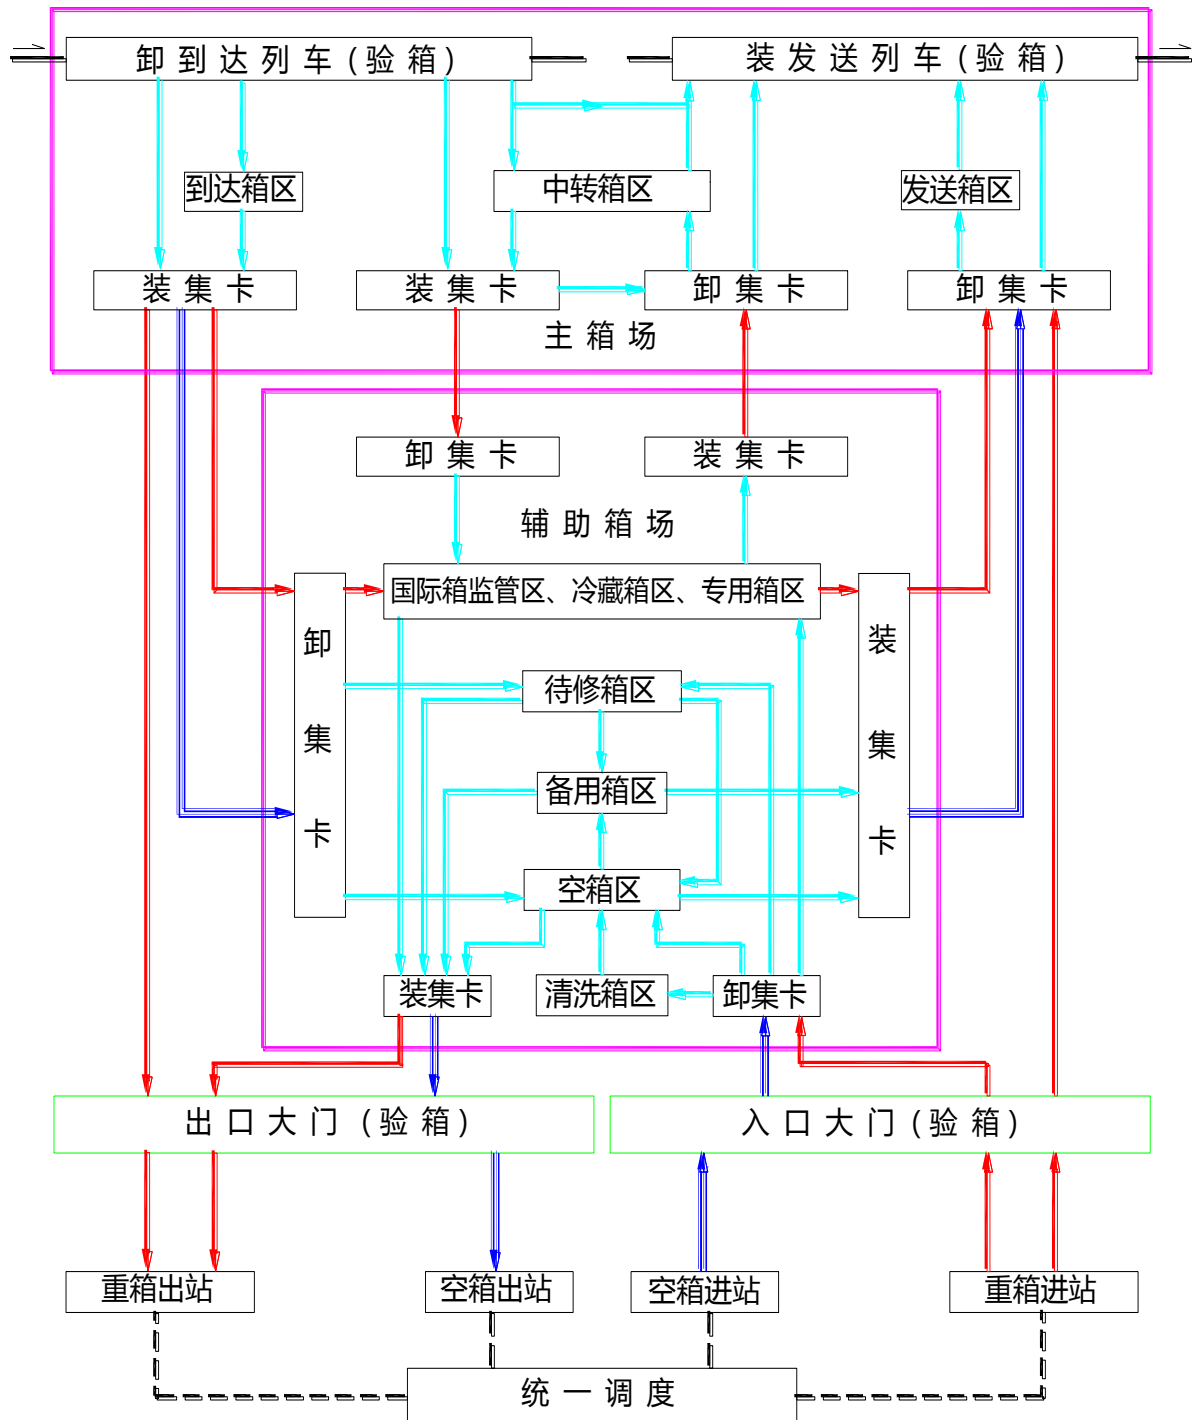 卸到达列车(验箱)
装发送列车(验箱)
到达箱区
中转箱区
发送箱区
装集卡
装集卡
卸集卡
卸集卡
主箱场
卸集卡
装集卡
辅助箱场
国际箱监管区、冷藏箱区、专用箱区
卸集卡
装集卡
待修箱区
备用箱区
空箱区
装集卡
清洗箱区
卸集卡
出口大门(验箱)
入口大门(验箱)
重箱出站
空箱出站
空箱进站
重箱进站
统一调度